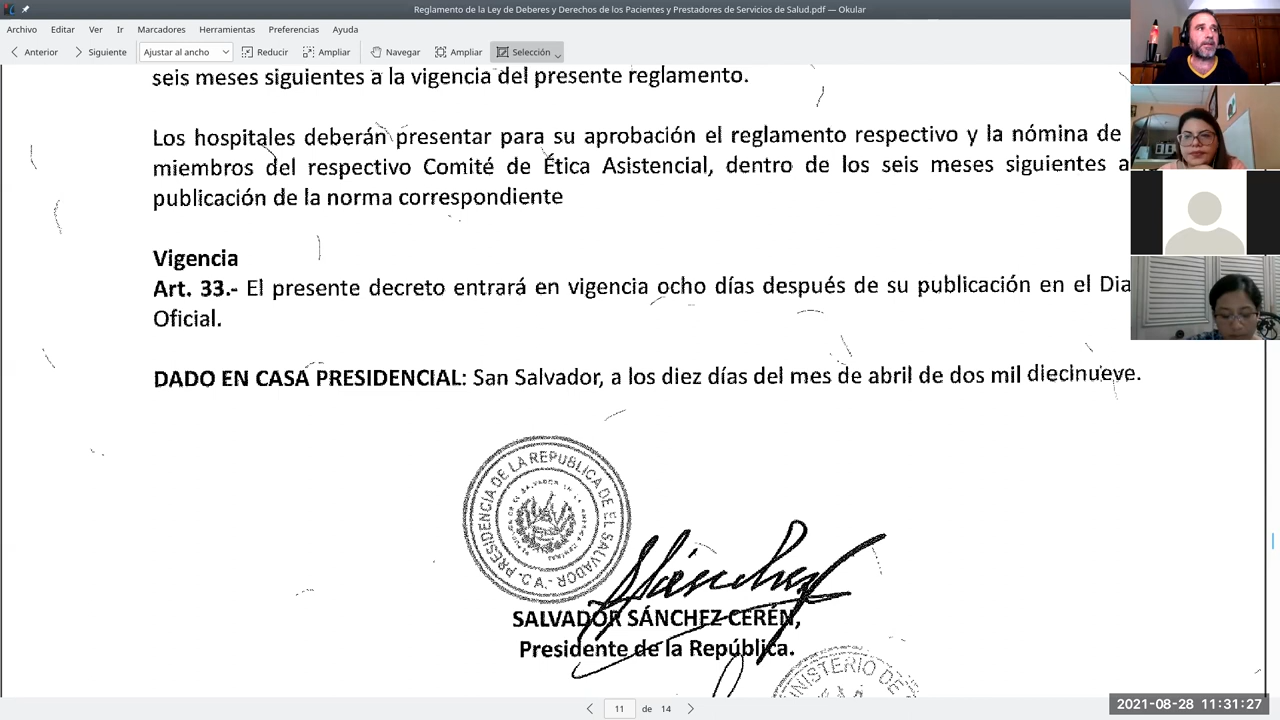 Reglamento de la Ley de Deberes y Derechos de los Pacientes y Prestadores de Servicios de Salud.pdf — Okular
Archivo Editar Ver Ir Marcadores Herramientas Preferencias Ayuda
Anterior Siguiente Ajustar al ancho Reducir Ampliar Navegar Ampliar Selección
seis meses siguientes a la vigencia del presente reglamento.
Los hospitales deberán presentar para su aprobación el reglamento respectivo y la nómina de
miembros del respectivo Comité de Ética Asistencial, dentro de los seis meses siguientes a
publicación de la norma correspondiente
Vigencia
Art. 33.- El presente decreto entrará en vigencia ocho días después de su publicación en el Dia
Oficial.
DADO EN CASA PRESIDENCIAL: San Salvador, a los diez días del mes de abril de dos mil diecinueve.
PRESIDENCIA DE LA REPUBLICA DE EL SALVADOR
- C.A. -
SALVADOR SÁNCHEZ CERÉN,
Presidente de la República.
MINISTERIO DE
11 de 14
2021-08-28 11:31:27